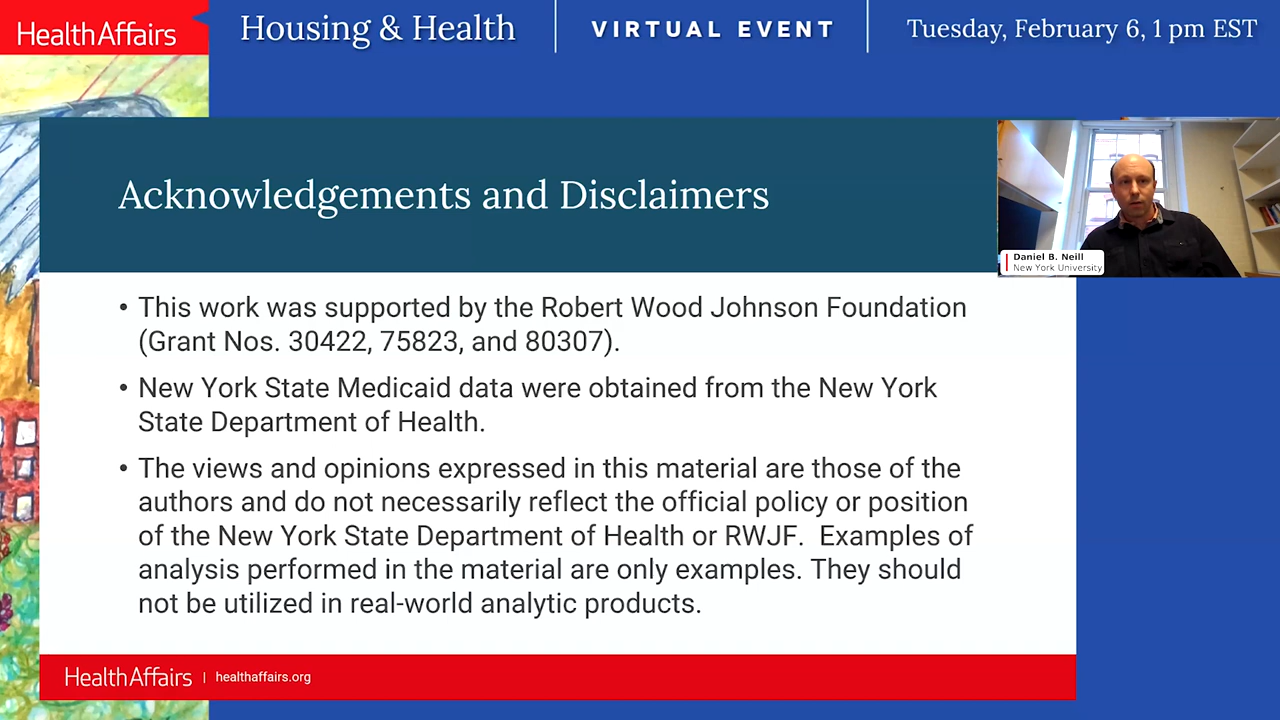 HealthAffairs
Housing & Health
VIRTUAL EVENT
Tuesday, February 6, 1 pm EST
Acknowledgements and Disclaimers
Daniel B. Neill
New York University
• This work was supported by the Robert Wood Johnson Foundation
(Grant Nos. 30422, 75823, and 80307).
• New York State Medicaid data were obtained from the New York
State Department of Health.
• The views and opinions expressed in this material are those of the
authors and do not necessarily reflect the official policy or position
of the New York State Department of Health or RWJF.  Examples of
analysis performed in the material are only examples. They should
not be utilized in real-world analytic products.
HealthAffairs | healthaffairs.org